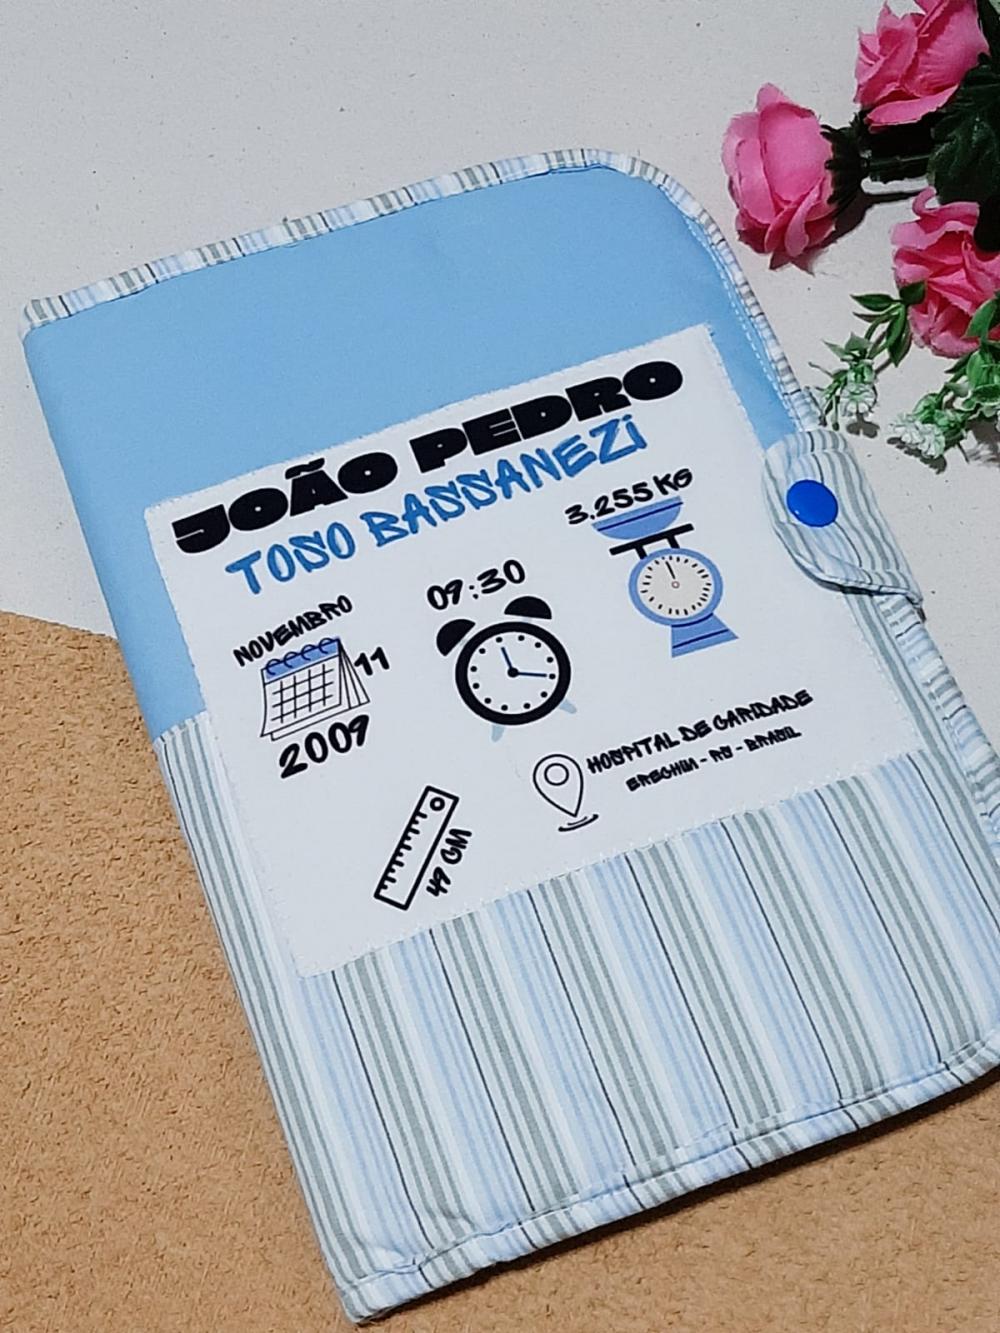 JOÃO PEDRO
TOSO BASSANEZi
3.255 KG
09:30
NOVEMBRO
11
2009
HOSPITAL DE CARIDADE
ERECHIN - RS - BRASIL
49 CM